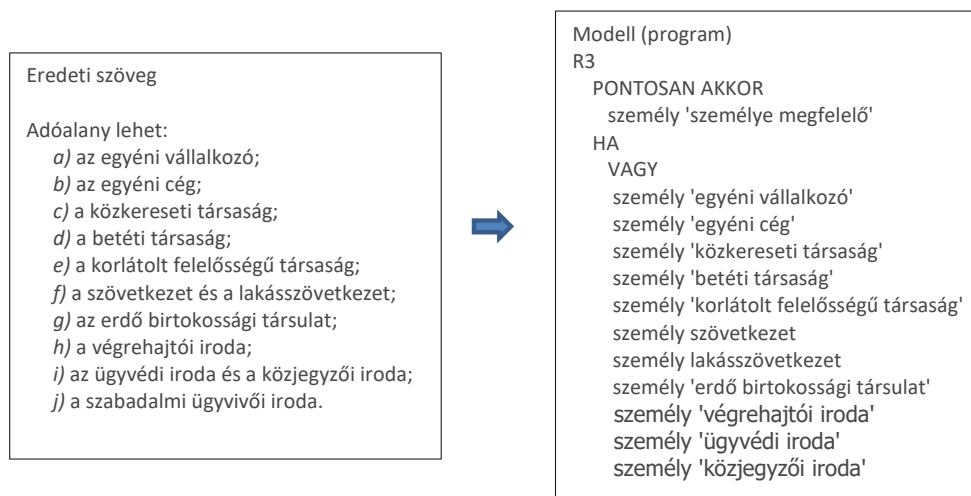 Eredeti szöveg
Adóalany lehet:
a) az egyéni vállalkozó;
b) az egyéni cég;
c) a közkereseti társaság;
d) a betéti társaság;
e) a korlátolt felelősségű társaság;
f) a szövetkezet és a lakásszövetkezet;
g) az erdő birtokossági társulat;
h) a végrehajtói iroda;
i) az ügyvédi iroda és a közjegyzői iroda;
j) a szabadalmi ügyvivői iroda.
Modell (program)
R3
PONTOSAN AKKOR
személy 'személye megfelelő'
HA
VAGY
személy 'egyéni vállalkozó'
személy 'egyéni cég'
személy 'közkereseti társaság'
személy 'betéti társaság'
személy 'korlátolt felelősségű társaság'
személy szövetkezet
személy lakásszövetkezet
személy 'erdő birtokossági társulat'
személy 'végrehajtói iroda'
személy 'ügyvédi iroda'
személy 'közjegyzői iroda'